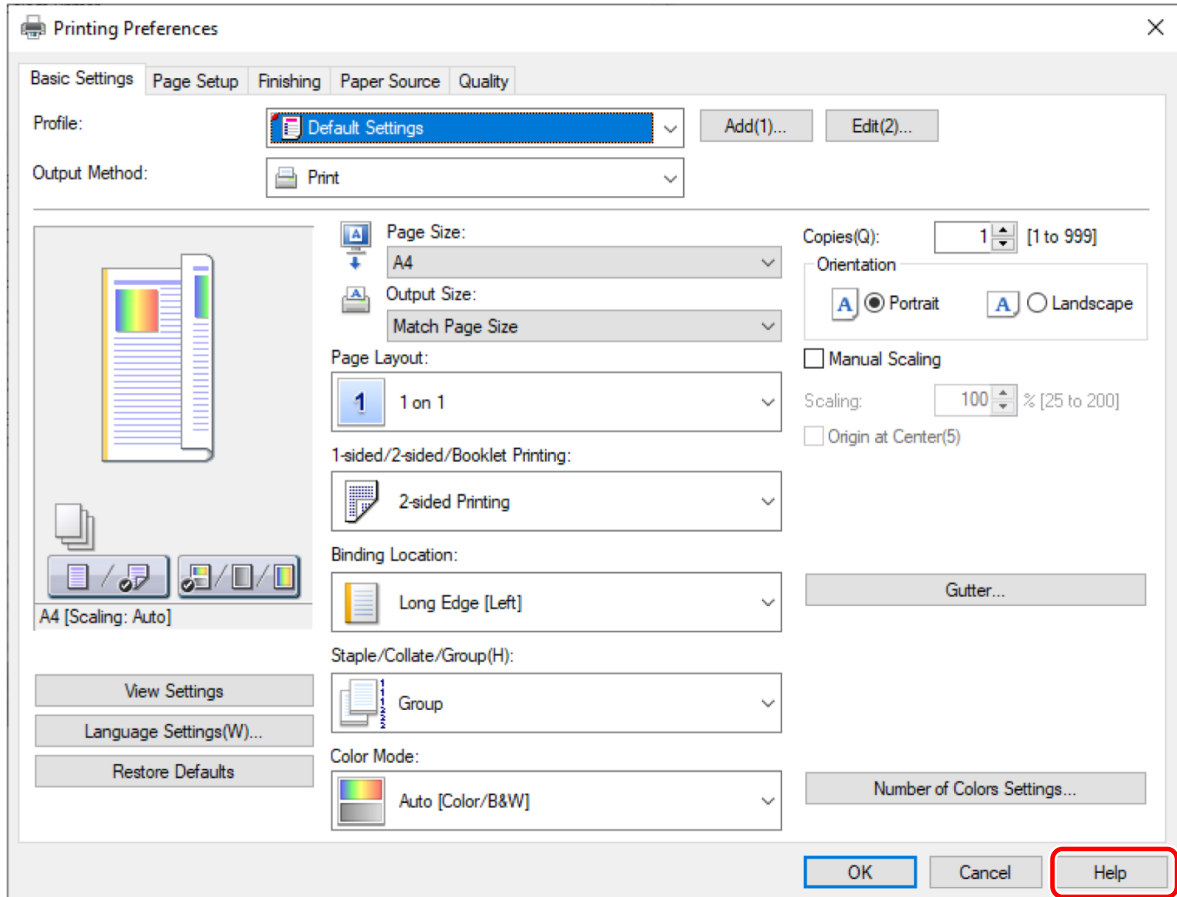 Printing Preferences
Basic Settings Page Setup Finishing Paper Source Quality
Profile: Default Settings Add(1)... Edit(2)...
Output Method: Print
Page Size:
A4
Output Size:
Match Page Size
Page Layout:
1 1 on 1
1-sided/2-sided/Booklet Printing:
2-sided Printing
Binding Location:
Long Edge [Left]
Staple/Collate/Group(H):
Group
Color Mode:
Auto [Color/B&W]
Copies(Q): 1 [1 to 999]
Orientation
A Portrait A Landscape
Manual Scaling
Scaling: 100 % [25 to 200]
Origin at Center(5)
Gutter...
Number of Colors Settings...
A4 [Scaling: Auto]
View Settings
Language Settings(W)...
Restore Defaults
OK Cancel Help